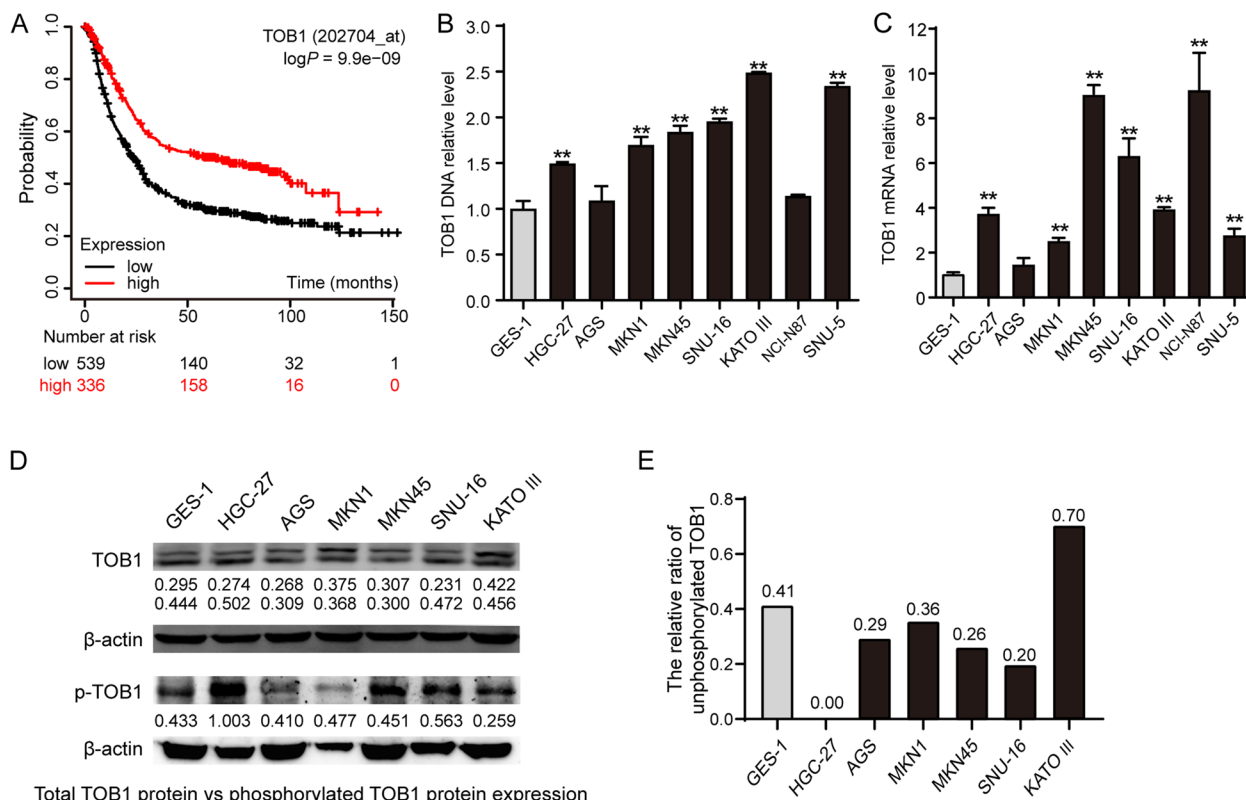 A
TOB1 (202704_at)
logP = 9.9e−09
Probability
1.0
0.8
0.6
0.4
0.2
0.0
Expression
low
high
Time (months)
0 50 100 150
Number at risk
low 539 140 32 1
high 336 158 16 0
B
TOB1 DNA relative level
3.0
2.5
2.0
1.5
1.0
0.5
0.0
** ** ** ** ** **
GES-1 HGC-27 AGS MKN1 MKN45 SNU-16 KATO III NCI-N87 SNU-5
C
TOB1 mRNA relative level
12
10
8
6
4
2
0
** ** ** ** ** ** **
GES-1 HGC-27 AGS MKN1 MKN45 SNU-16 KATO III NCI-N87 SNU-5
D
GES-1 HGC-27 AGS MKN1 MKN45 SNU-16 KATO III
TOB1
0.295 0.274 0.268 0.375 0.307 0.231 0.422
0.444 0.502 0.309 0.368 0.300 0.472 0.456
β-actin
p-TOB1
0.433 1.003 0.410 0.477 0.451 0.563 0.259
β-actin
Total TOB1 protein vs phosphorylated TOB1 protein expression
E
The relative ratio of
unphosphorylated TOB1
0.8
0.6
0.4
0.2
0.0
0.41 0.00 0.29 0.36 0.26 0.20 0.70
GES-1 HGC-27 AGS MKN1 MKN45 SNU-16 KATO III